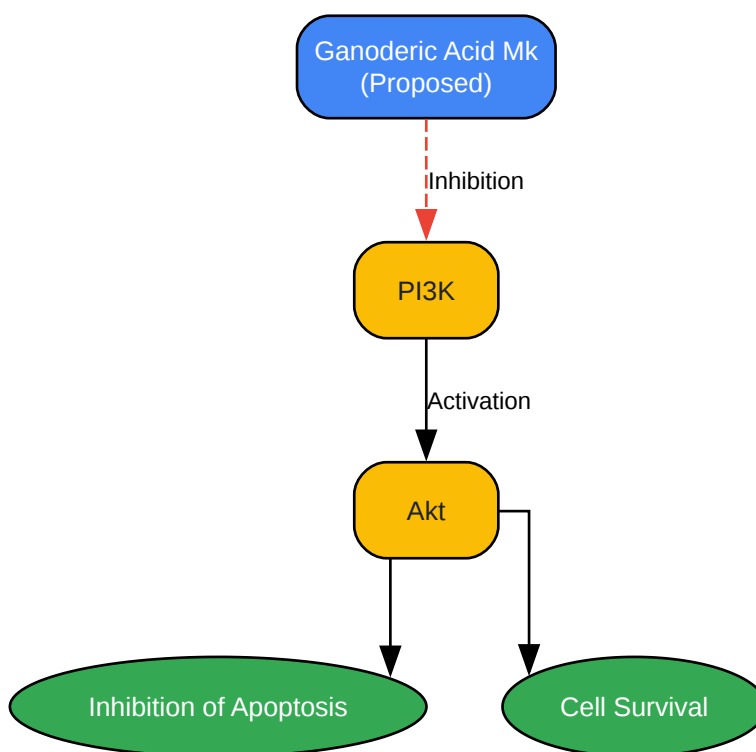 Ganoderic Acid Mk
(Proposed)
Inhibition
PI3K
Activation
Akt
Inhibition of Apoptosis
Cell Survival